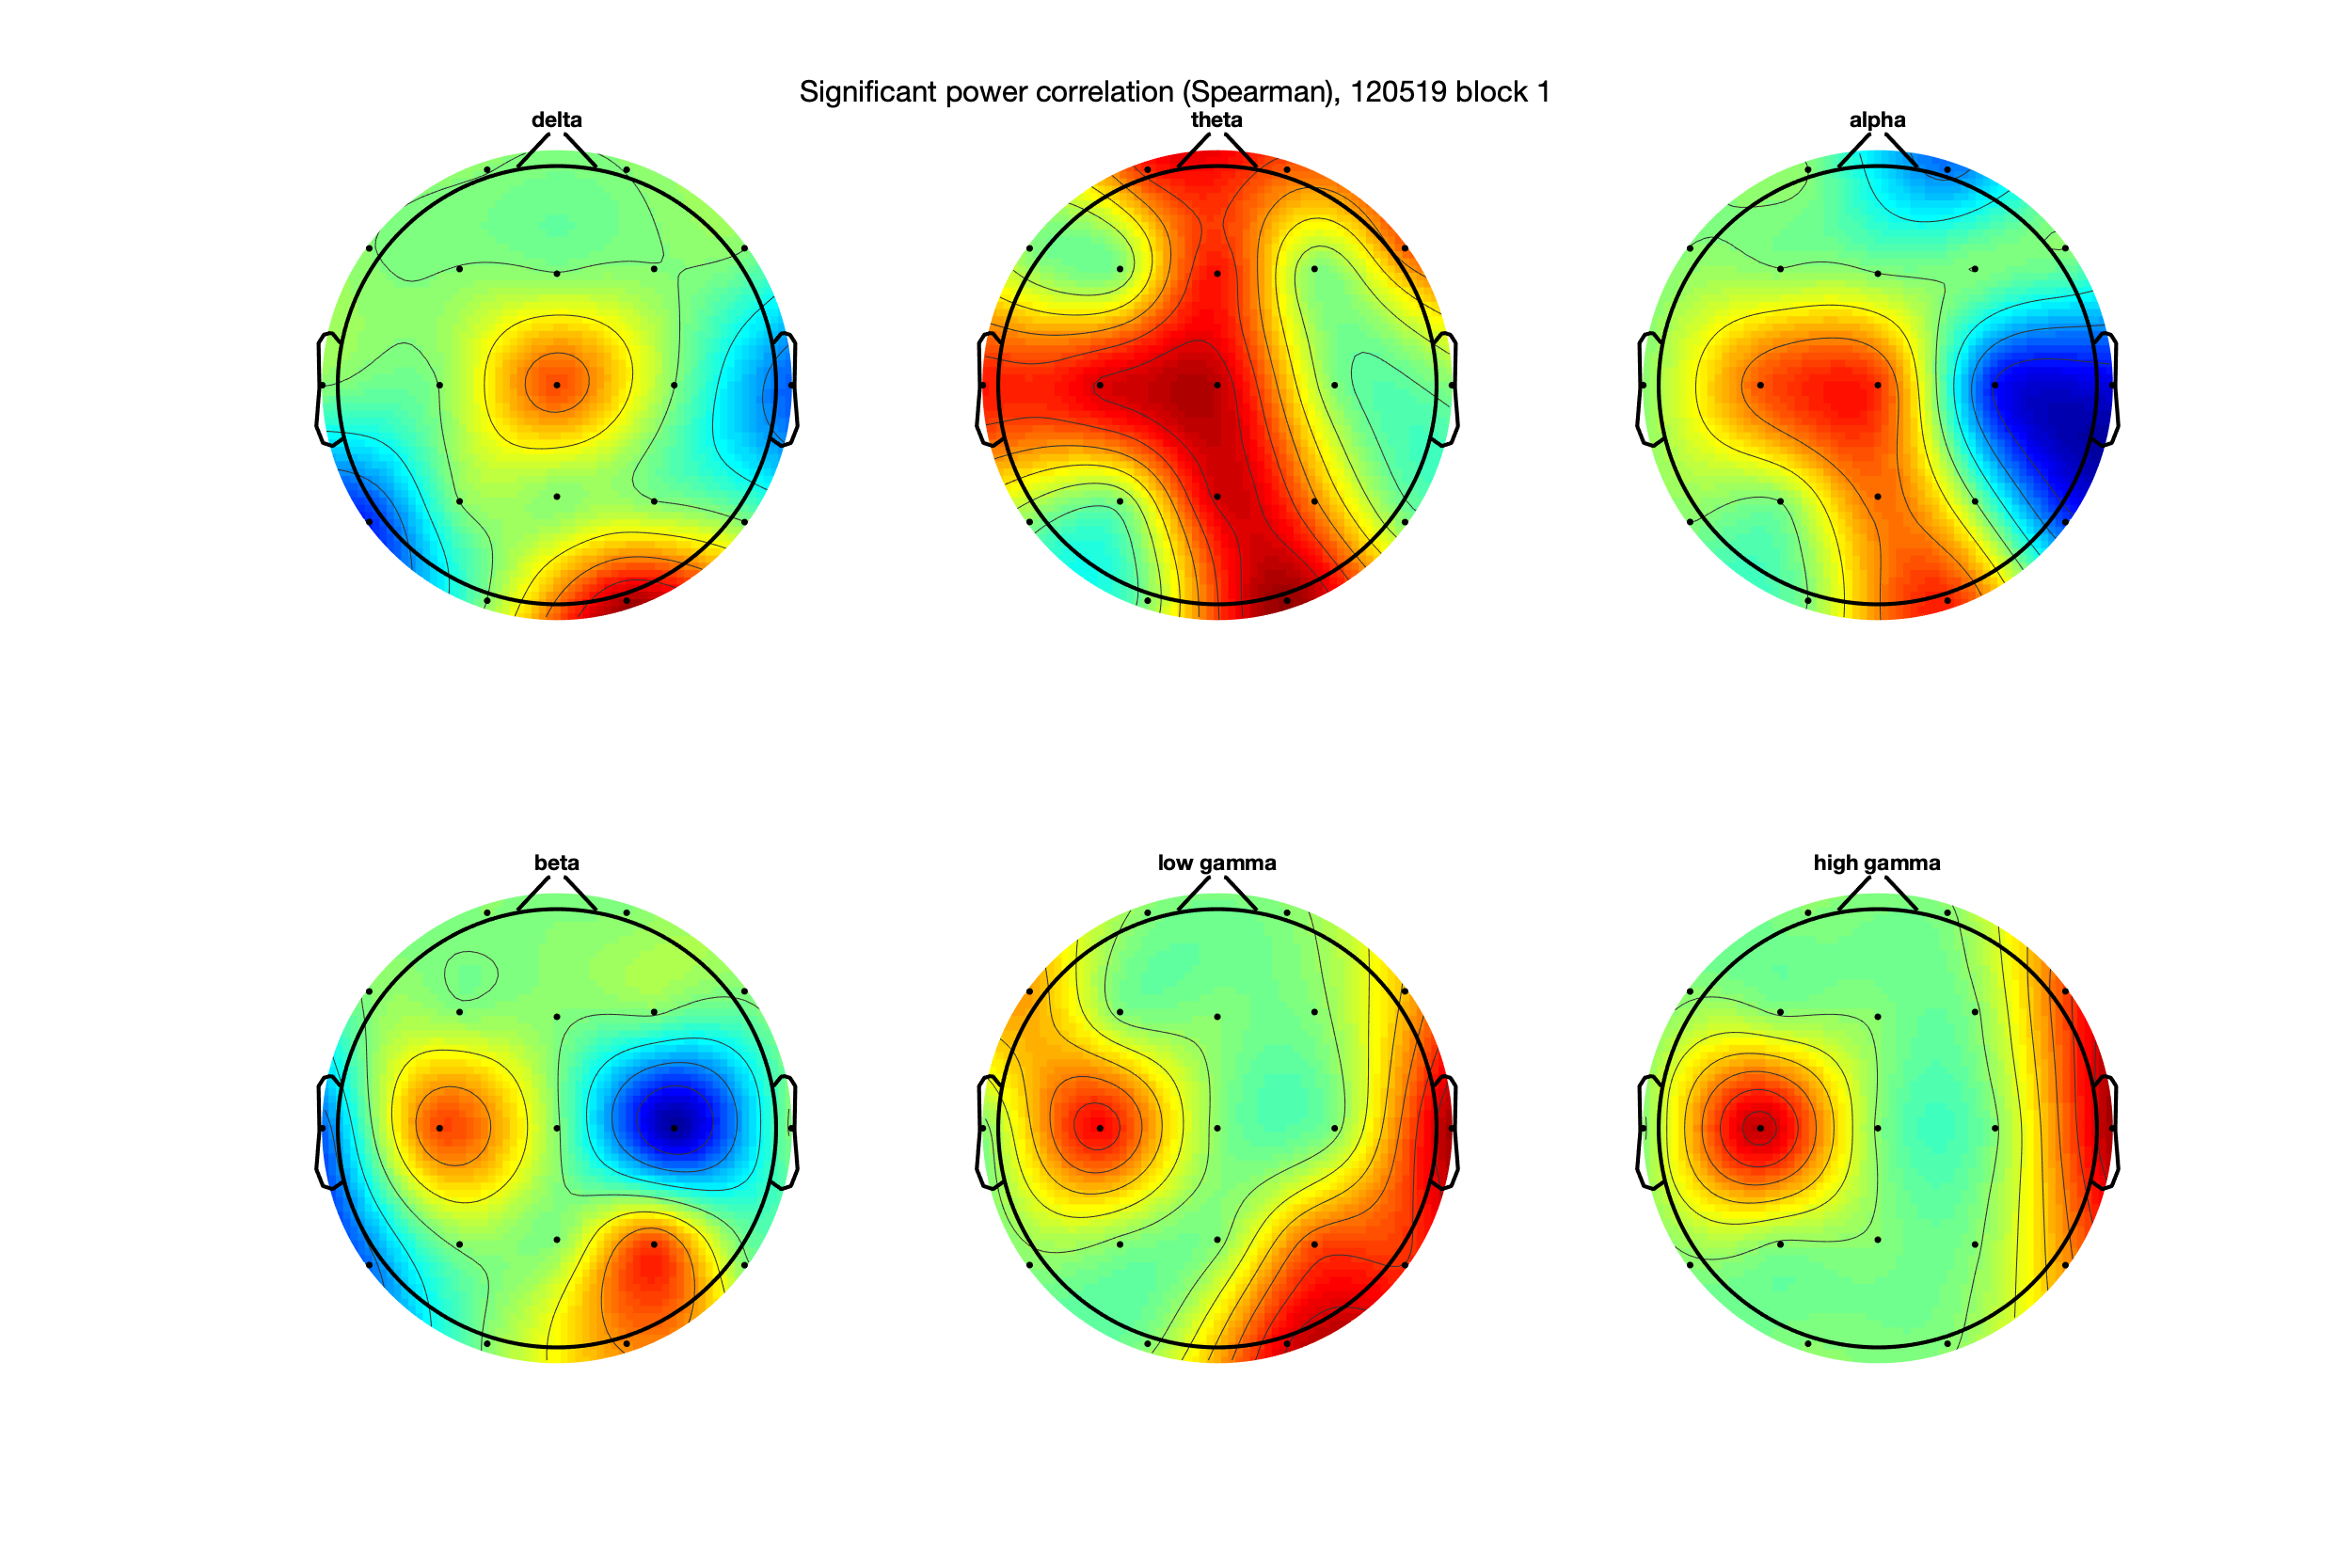 Significant power correlation (Spearman), 120519 block 1
delta
theta
alpha
beta
low gamma
high gamma